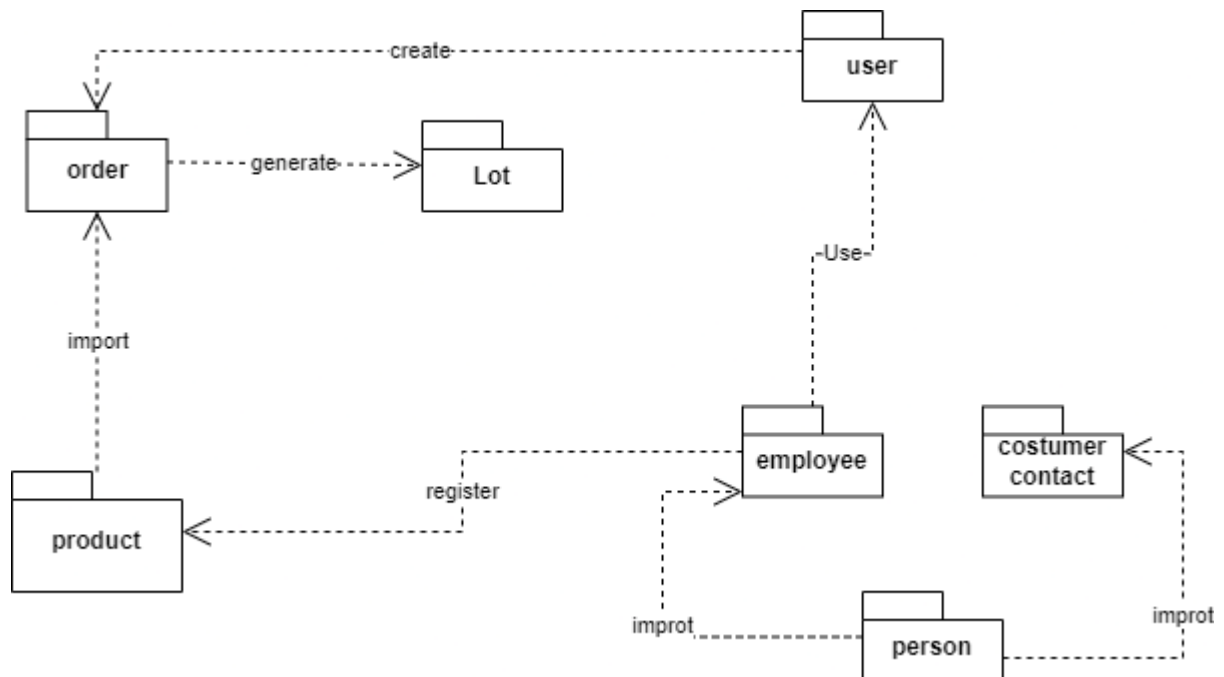 create
user
order
generate
Lot
-Use-
import
employee
costumer
contact
register
product
improt
person
improt